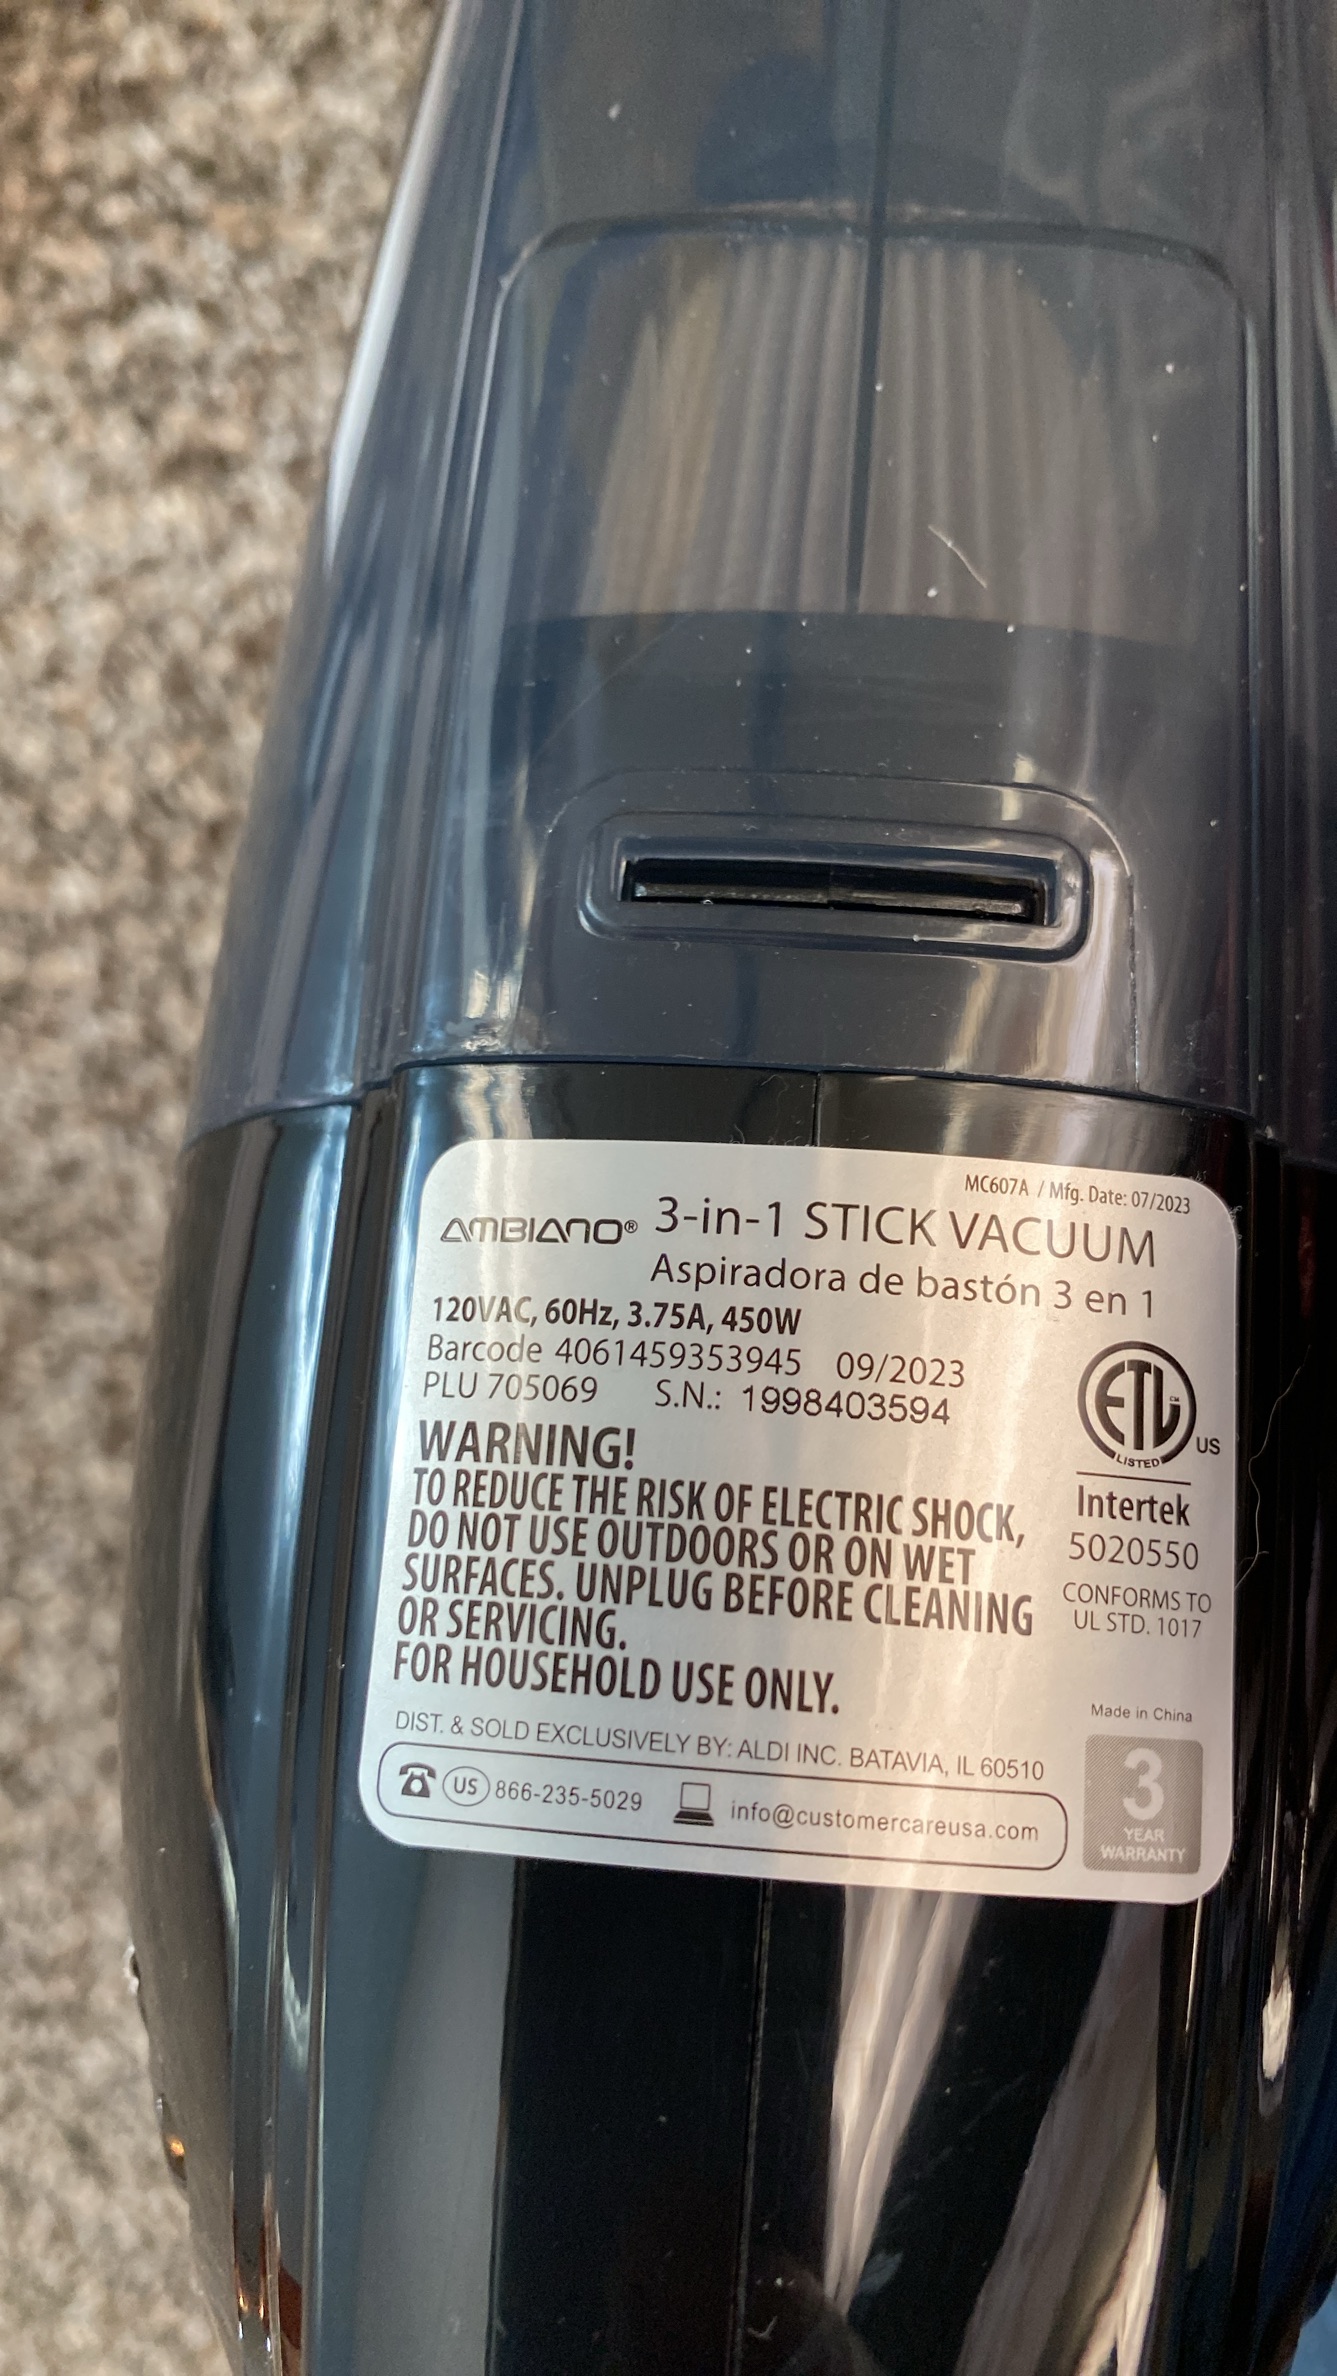 MC607A / Mfg. Date: 07/2023
AMBIANO® 3-in-1 STICK VACUUM
Aspiradora de bastón 3 en 1
120VAC, 60Hz, 3.75A, 450W
Barcode 4061459353945 09/2023
PLU 705069 S.N.: 1998403594
WARNING!
TO REDUCE THE RISK OF ELECTRIC SHOCK,
DO NOT USE OUTDOORS OR ON WET
SURFACES. UNPLUG BEFORE CLEANING
OR SERVICING.
FOR HOUSEHOLD USE ONLY.
ETL CM
LISTED
US
Intertek
5020550
CONFORMS TO
UL STD. 1017
Made in China
DIST. & SOLD EXCLUSIVELY BY: ALDI INC. BATAVIA, IL 60510
US 866-235-5029 info@customercareusa.com
3
YEAR
WARRANTY